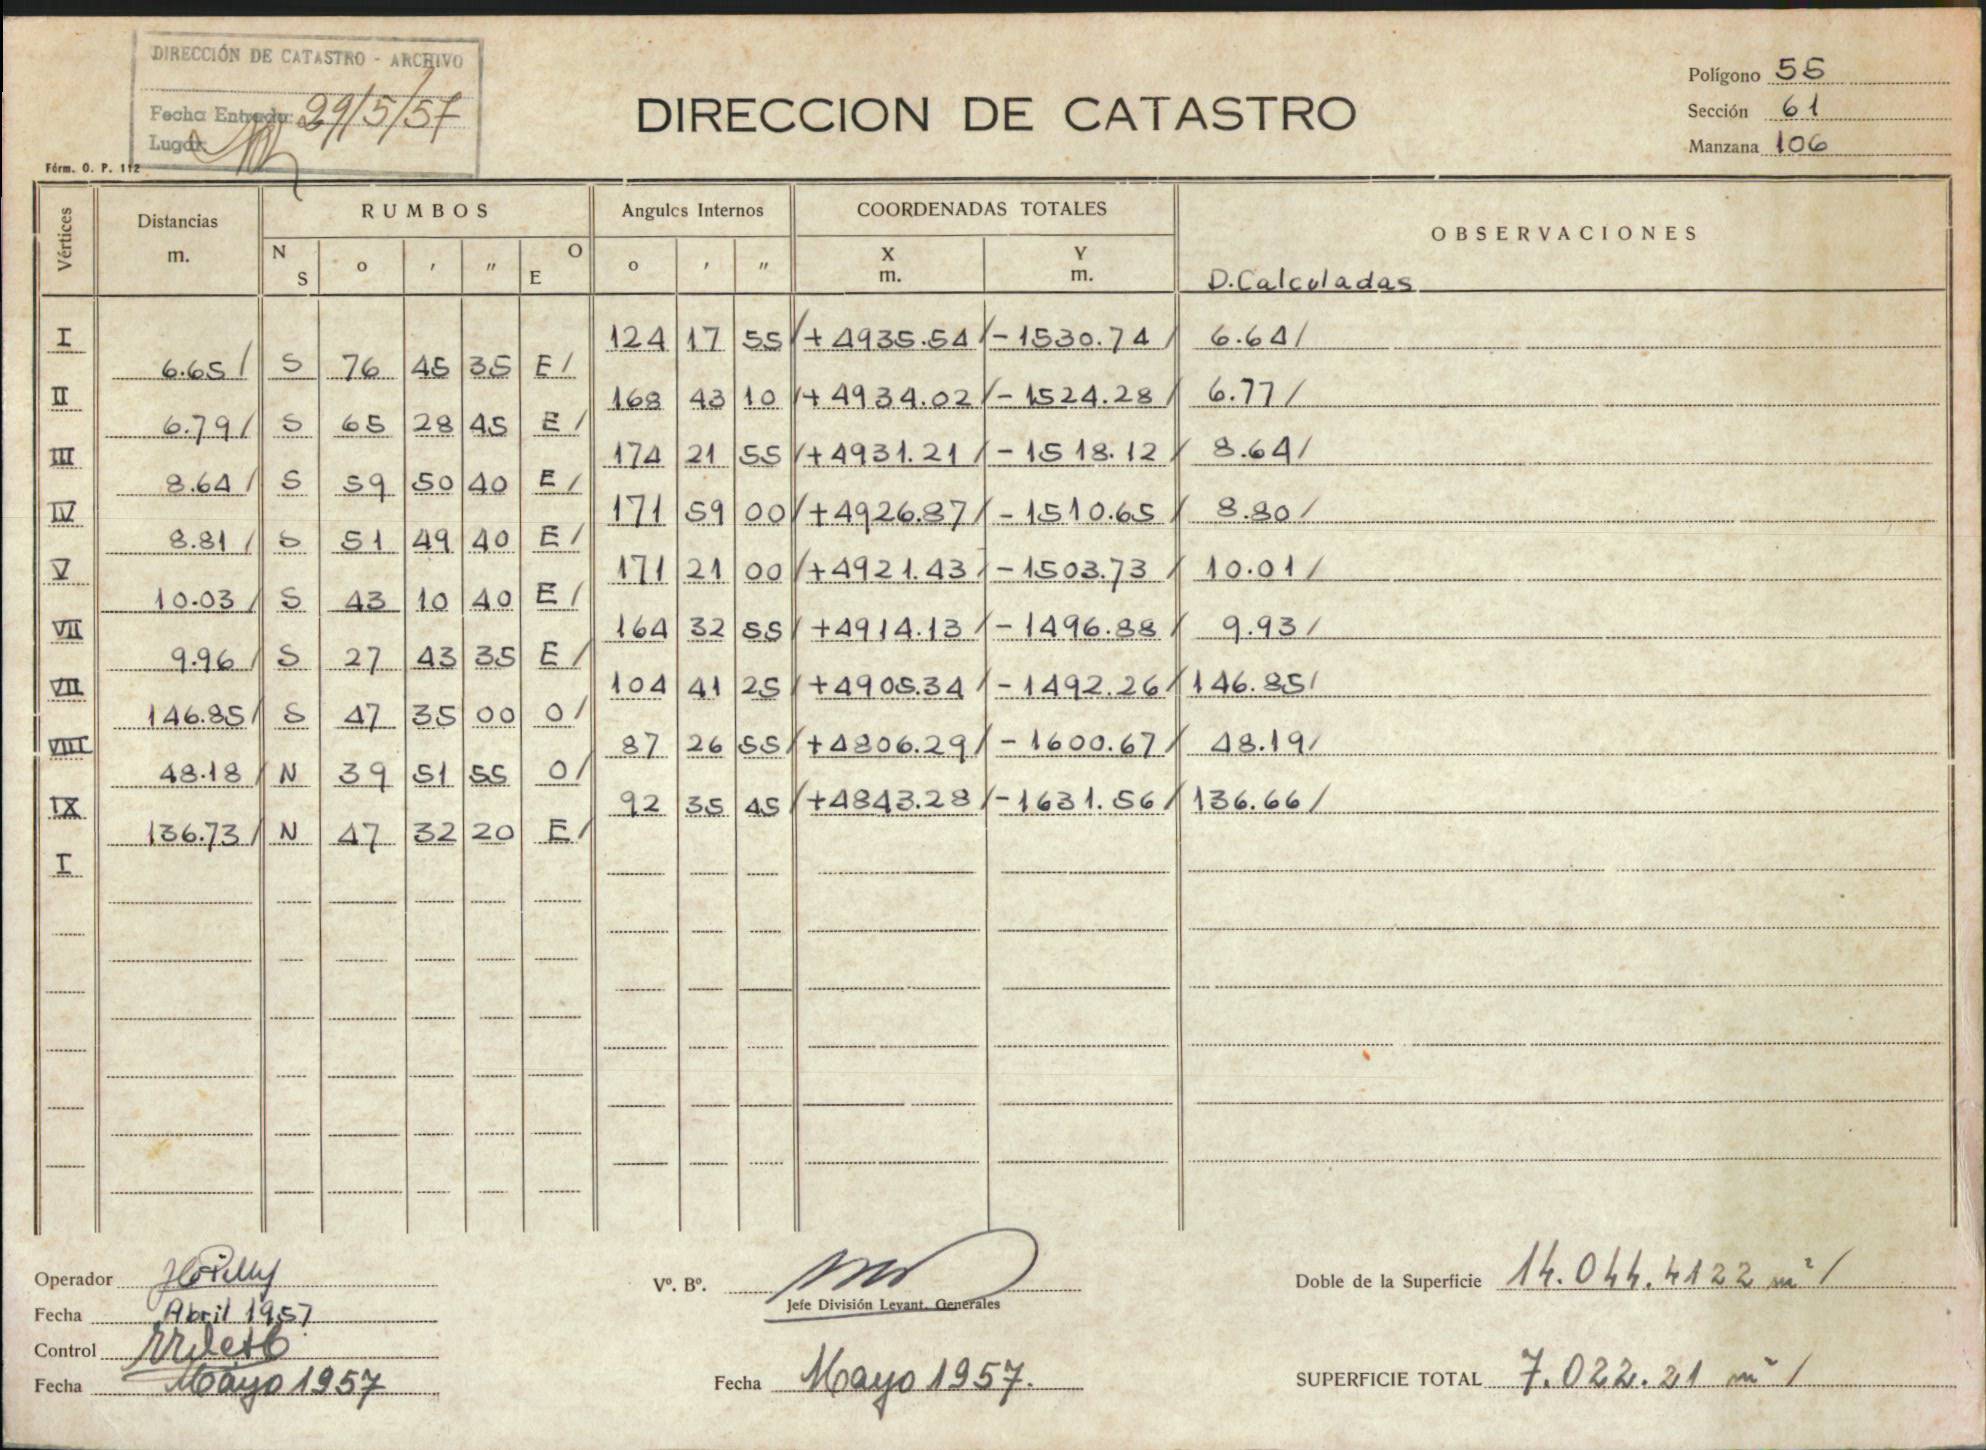 DIRECCIÓN DE CATASTRO - ARCHIVO
Fecha Entrada: 29/5/57
Lugar
Fórm. O. P. 112
DIRECCION DE CATASTRO
Polígono 55
Sección 61
Manzana 106
Vértices Distancias m. RUMBOS Angulos Internos COORDENADAS TOTALES OBSERVACIONES
N S o ' " O E o ' " X m. Y m. D. Calculadas
I 124 17 55 / + 4935.54 / - 1530.74 / 6.64 /
6.65 / S 76 45 35 E /
II 168 43 10 / + 4934.02 / - 1524.28 / 6.77 /
6.79 / S 65 28 45 E /
III 174 21 55 / + 4931.21 / - 1518.12 / 8.64 /
8.64 / S 59 50 40 E /
IV 171 59 00 / + 4926.87 / - 1510.65 / 8.80 /
8.81 / S 51 49 40 E /
V 171 21 00 / + 4921.43 / - 1503.73 / 10.01 /
10.03 / S 43 10 40 E /
VII 164 32 55 / + 4914.13 / - 1496.88 / 9.93 /
9.96 / S 27 43 35 E /
VII 104 41 25 / + 4905.34 / - 1492.26 / 146.85 /
146.85 / S 47 35 00 O /
VIII 87 26 55 / + 4806.29 / - 1600.67 / 48.19 /
48.18 / N 39 51 55 O /
IX 92 35 45 / + 4843.28 / - 1631.56 / 136.66 /
136.73 / N 47 32 20 E /
I
Operador
Fecha Abril 1957
Control
Fecha Mayo 1957
Vº. Bº.
Jefe División Levant. Generales
Fecha Mayo 1957.
Doble de la Superficie 14.044.4122 m² /
SUPERFICIE TOTAL 7.022.21 m² /